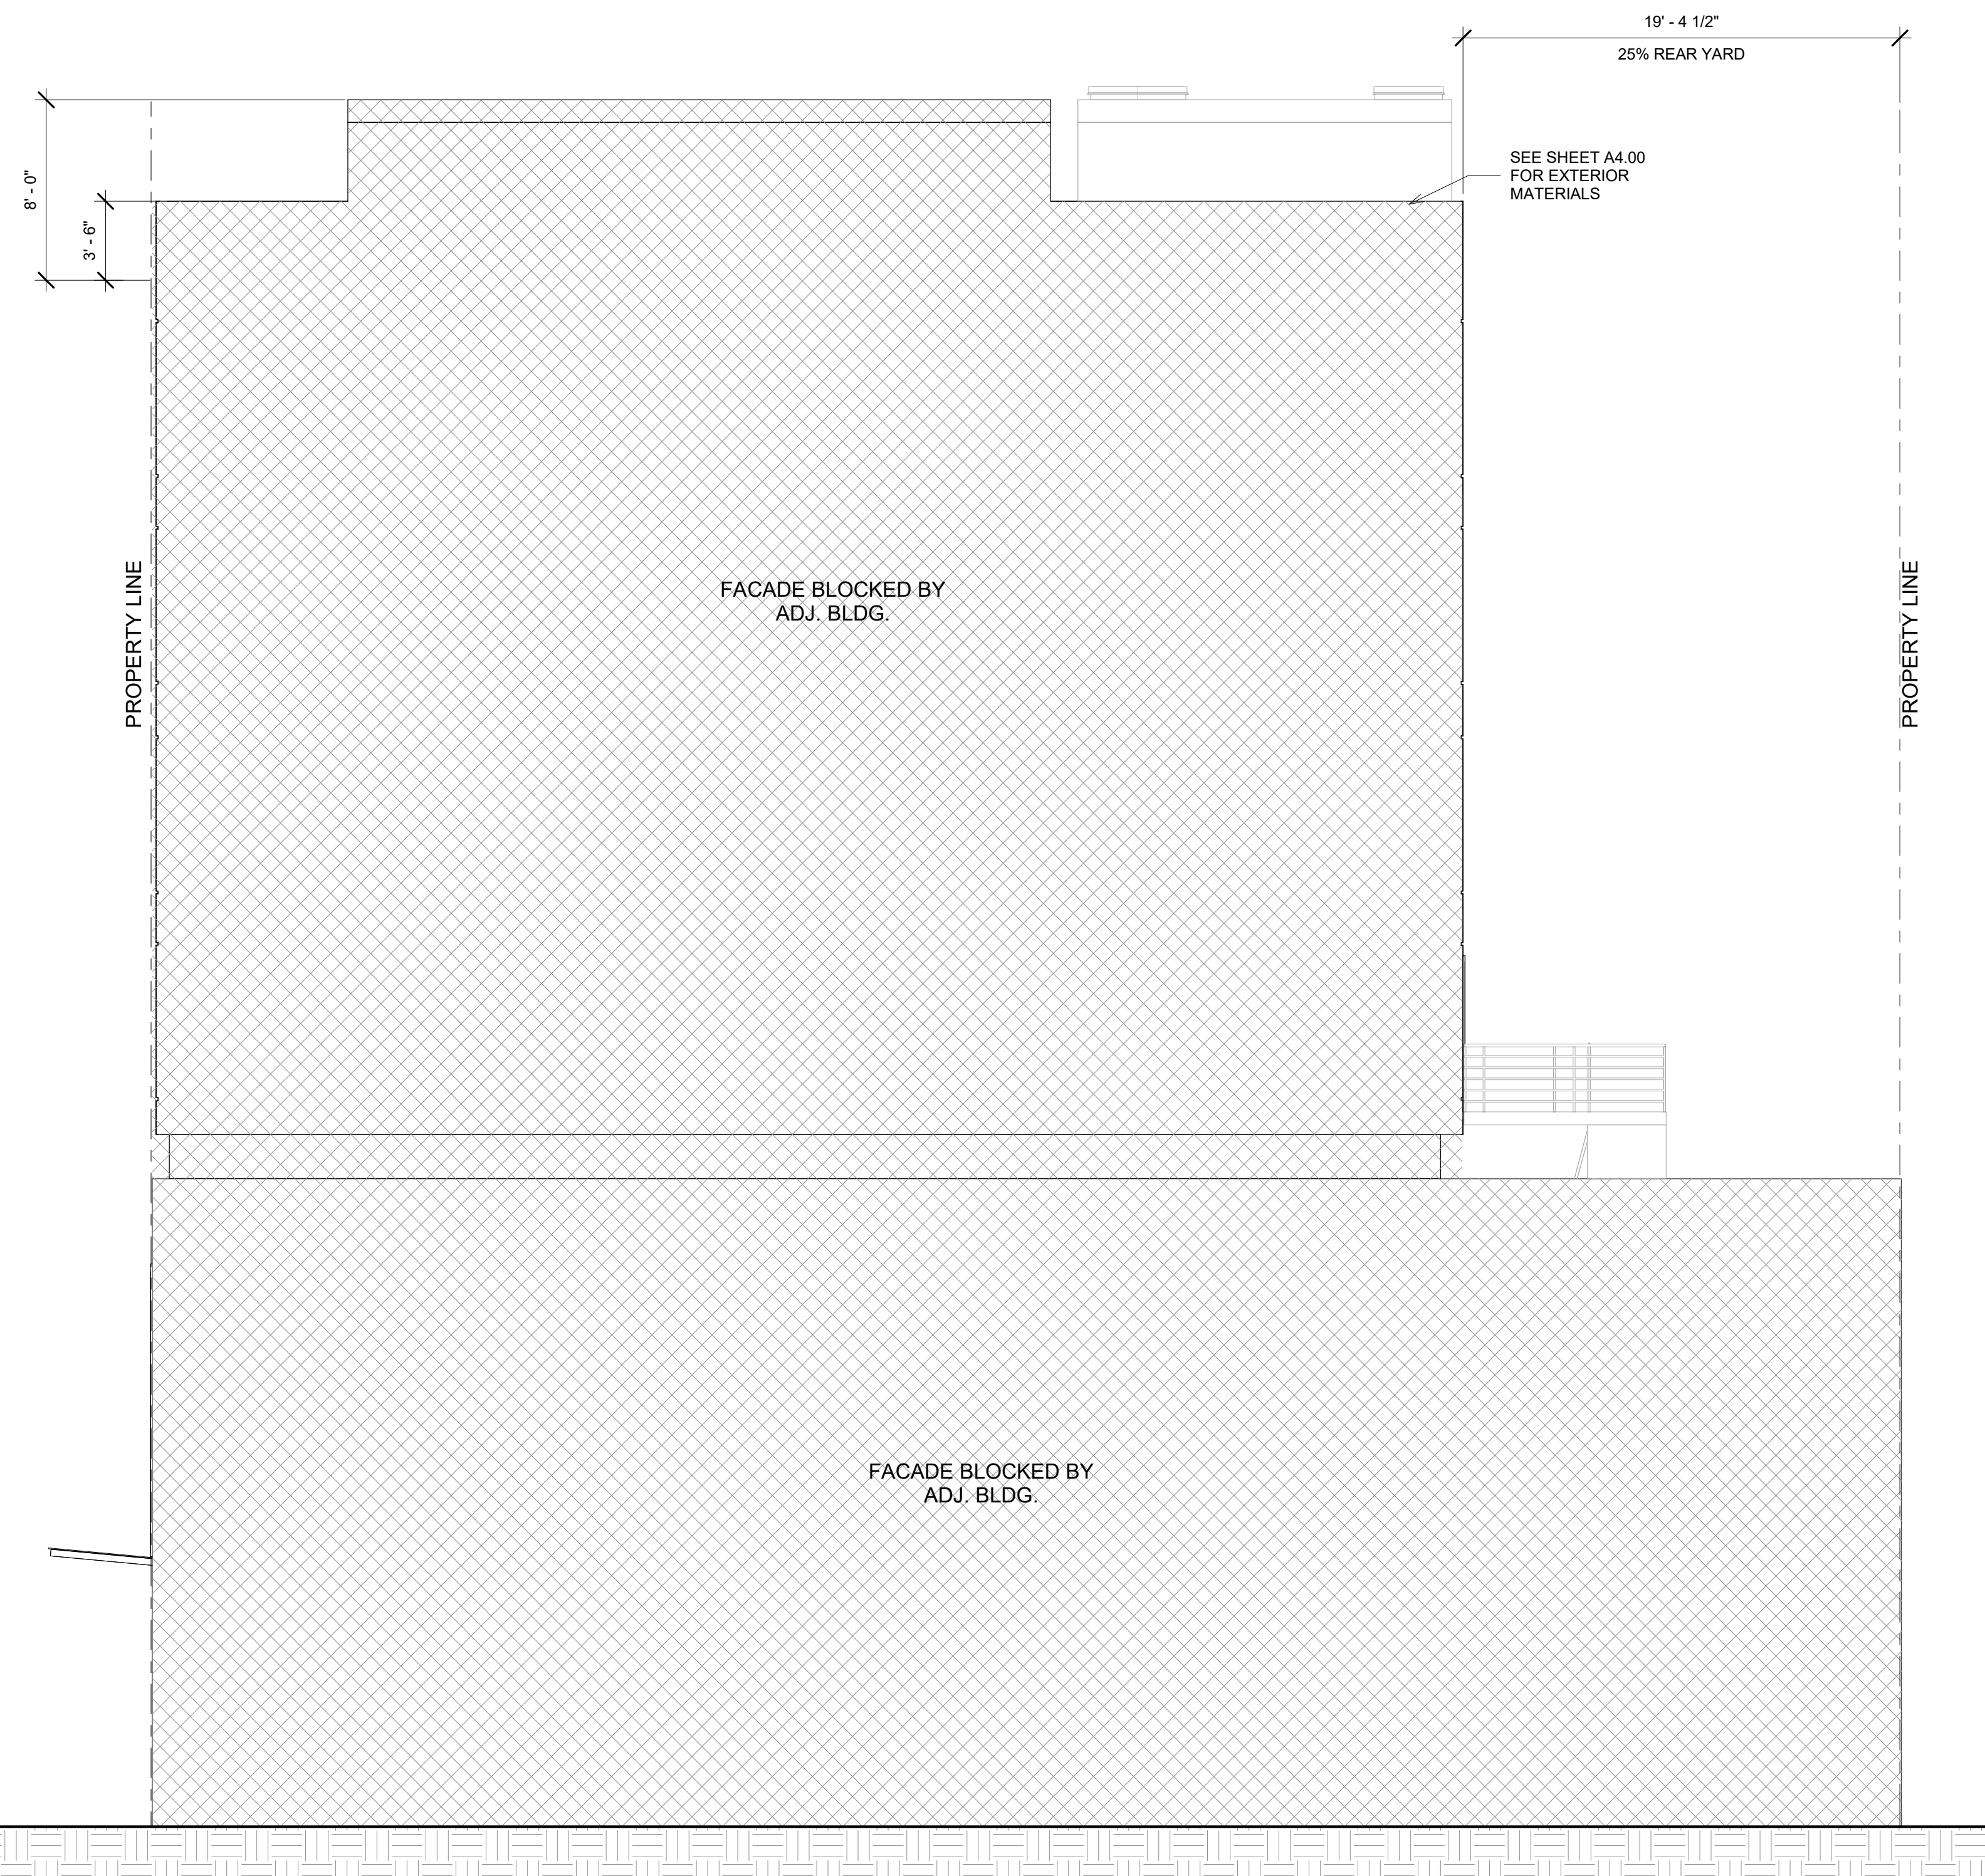 19' - 4 1/2"
25% REAR YARD
8' - 0"
3' - 6"
SEE SHEET A4.00
FOR EXTERIOR
MATERIALS
PROPERTY LINE
FACADE BLOCKED BY
ADJ. BLDG.
PROPERTY LINE
FACADE BLOCKED BY
ADJ. BLDG.